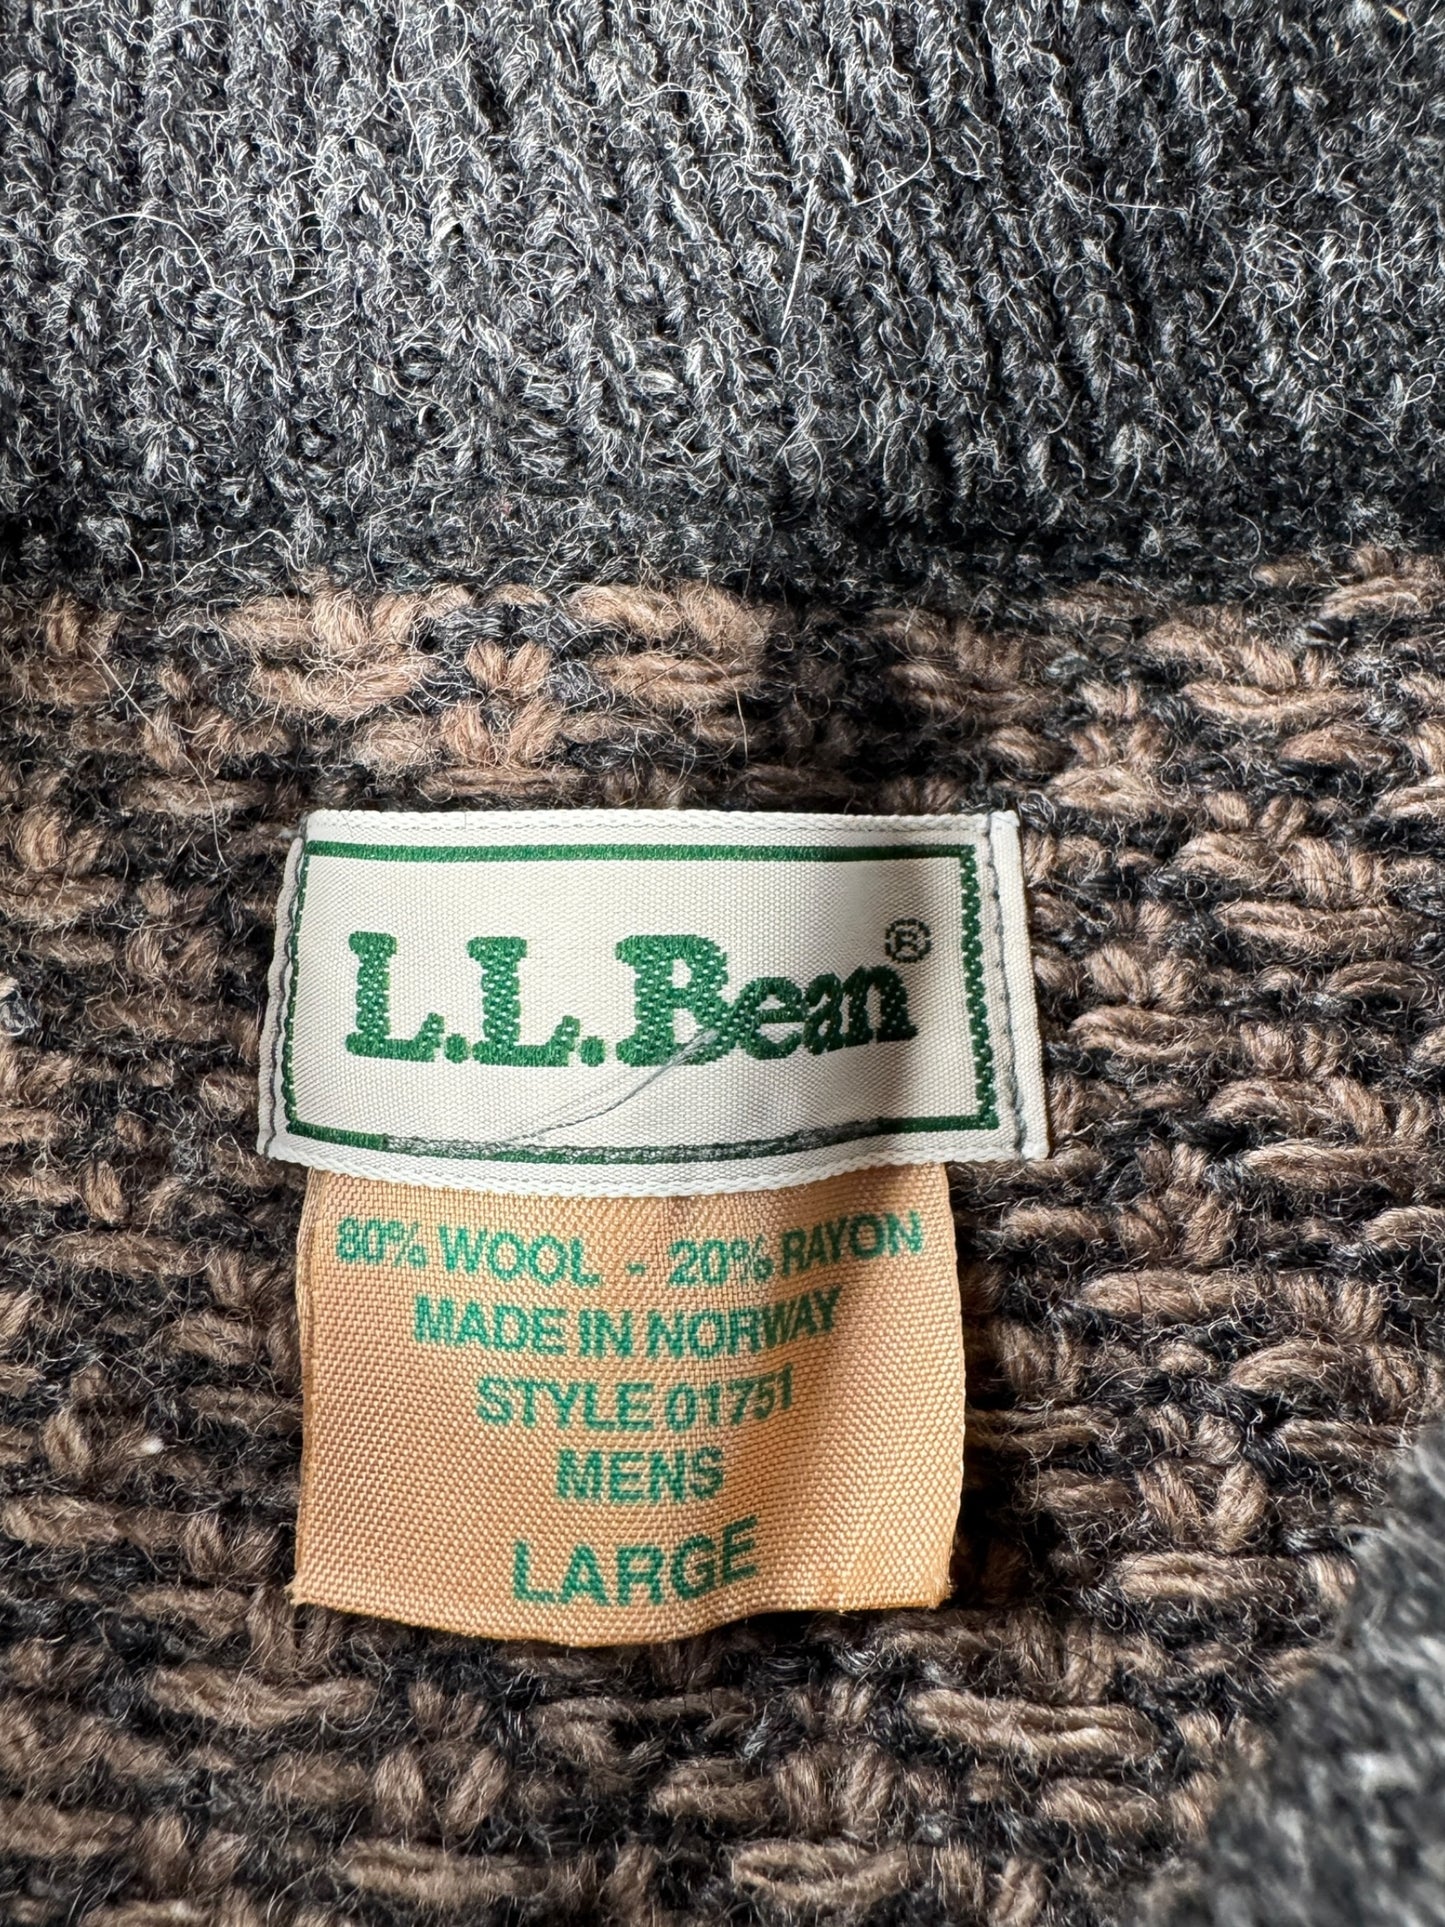 L.L.Bean®
80% WOOL - 20% RAYON
MADE IN NORWAY
STYLE 01751
MENS
LARGE